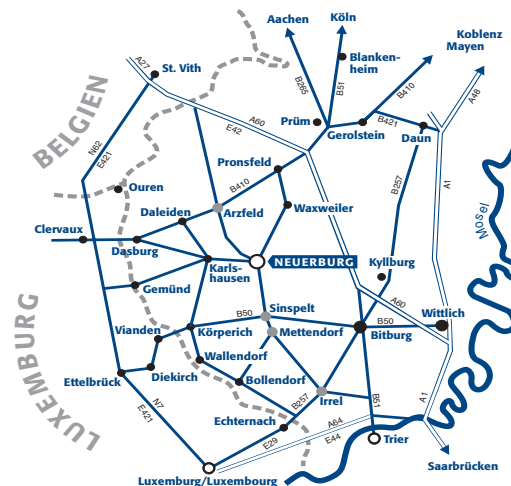 Aachen
Köln
Koblenz
Mayen
A27
St. Vith
Blanken-
heim
B265
B51
B410
A48
BELGIEN
N62
E421
A60
E42
Prüm
Gerolstein
B421
Daun
Pronsfeld
B410
B257
A1
Ouren
Arzfeld
Waxweiler
Mosel
Daleiden
Clervaux
Dasburg
Karls-
hausen
NEUERBURG
Kyllburg
Gemünd
Sinspelt
A60
Wittlich
B50
B50
Vianden
Körperich
Mettendorf
Bitburg
LUXEMBURG
Wallendorf
Ettelbrück
Diekirch
Bollendorf
Irrel
B257
B51
A1
N7
E421
Echternach
A64
E44
E29
Trier
Saarbrücken
Luxemburg/Luxembourg